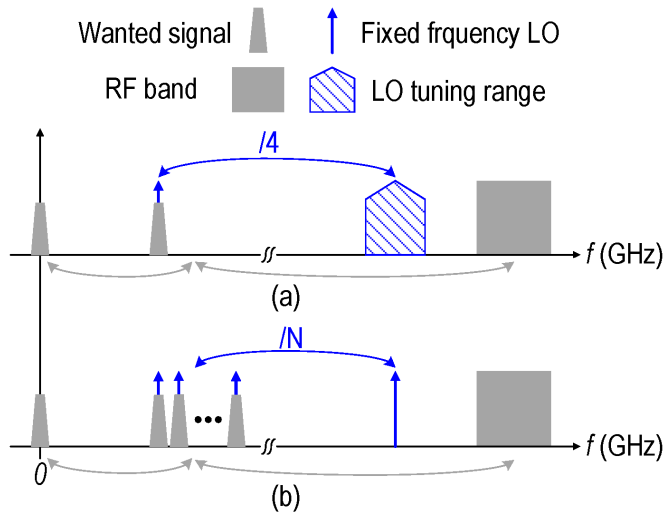 Wanted signal
Fixed frquency LO
RF band
LO tuning range
/4
f (GHz)
(a)
/N
•••
f (GHz)
0
(b)